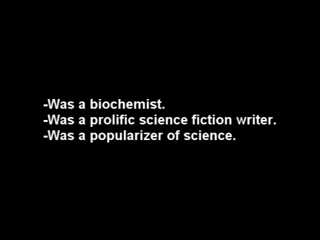 -Was a biochemist.
-Was a prolific science fiction writer.
-Was a popularizer of science.